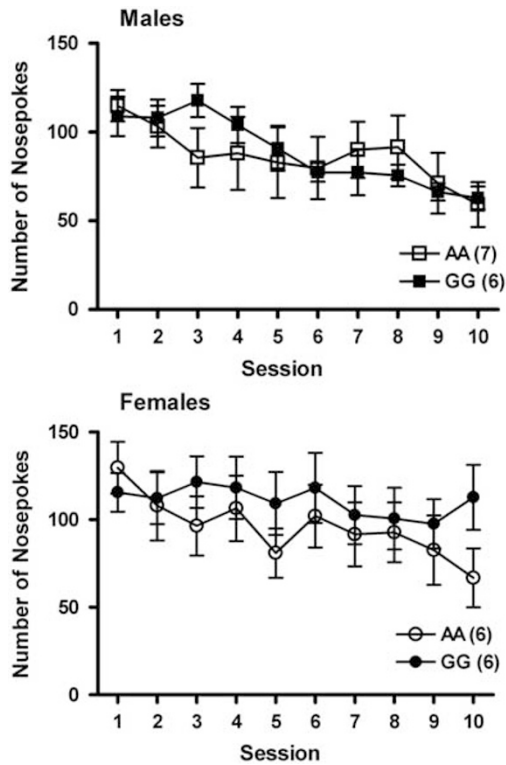 Males
150
100
50
0
Number of Nosepokes
AA (7)
GG (6)
1 2 3 4 5 6 7 8 9 10
Session
Females
150
100
50
0
Number of Nosepokes
AA (6)
GG (6)
1 2 3 4 5 6 7 8 9 10
Session